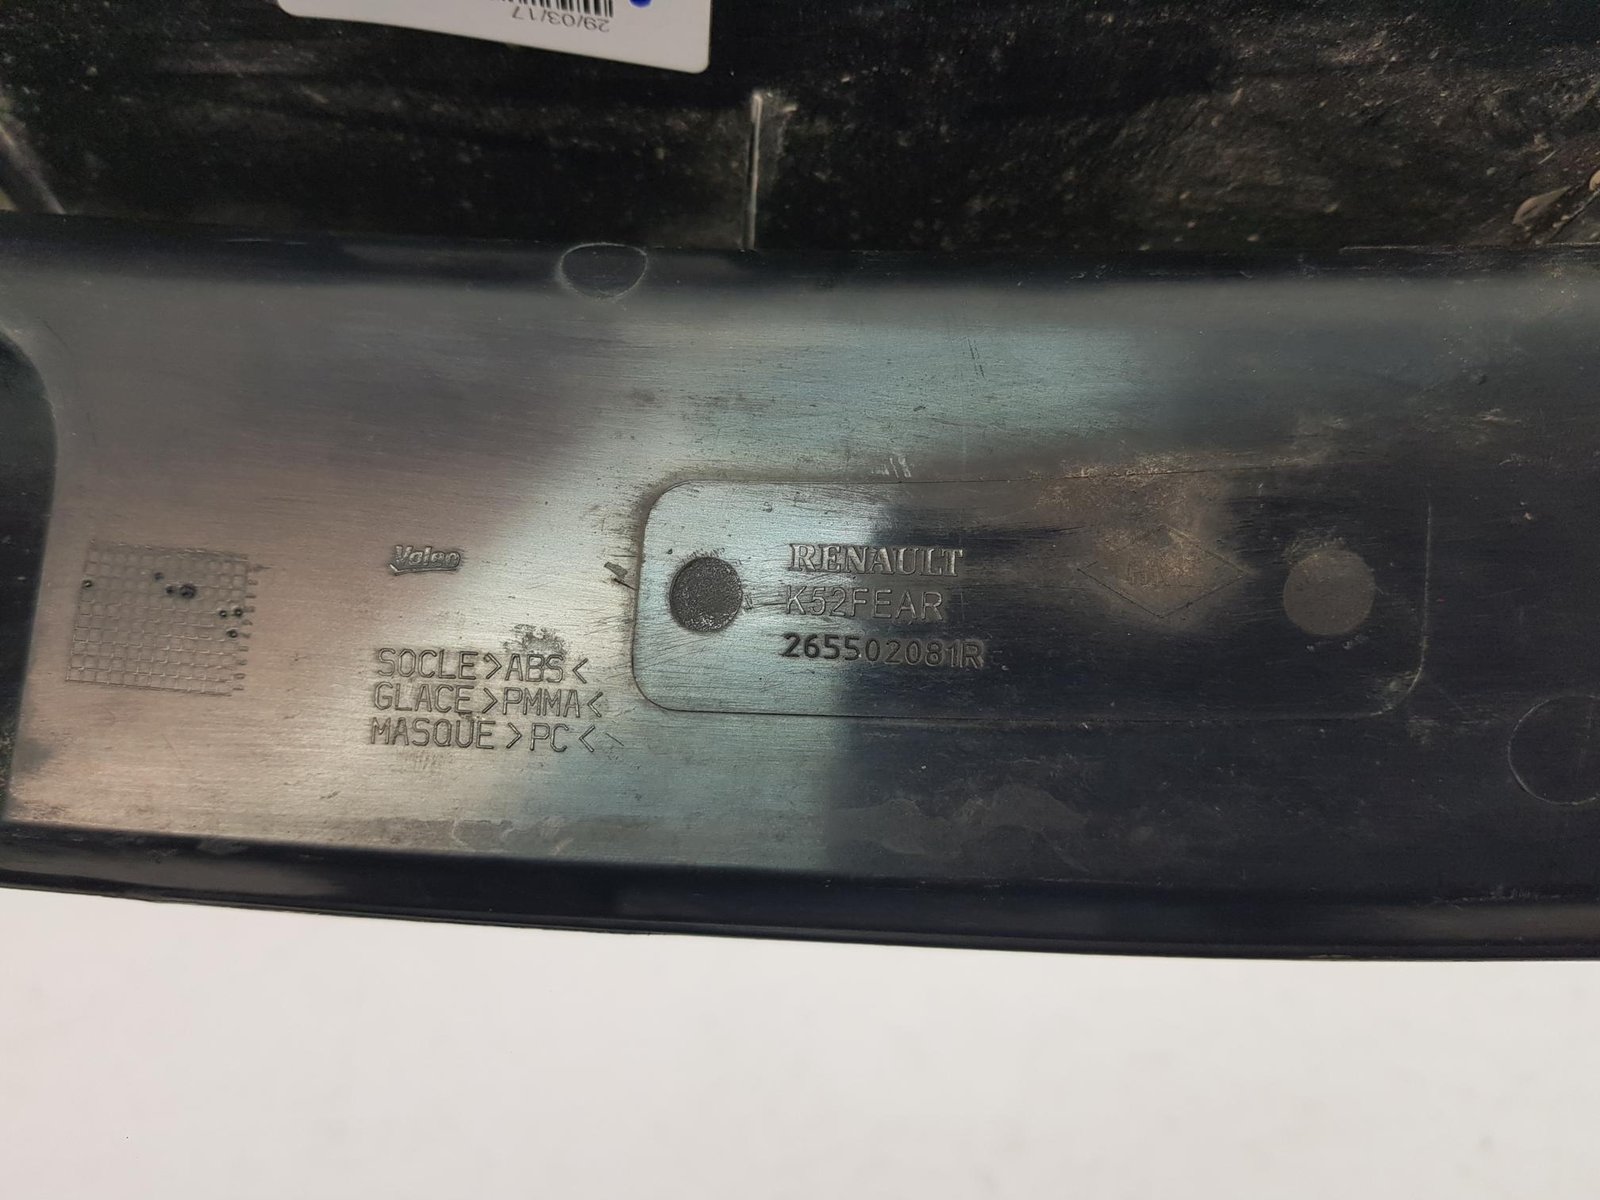 29/03/17
Valeo
RENAULT
K52FEAR
265502081R
SOCLE>ABS<
GLACE>PMMA<
MASQUE>PC<